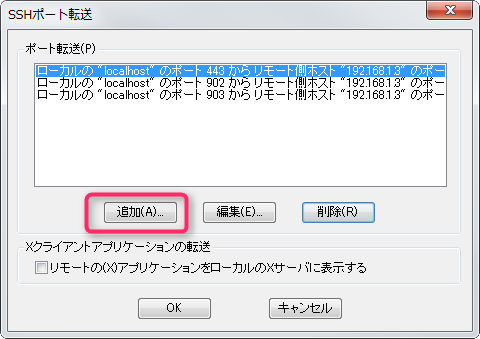 SSHポート転送
ポート転送(P)
ローカルの "localhost" のポート 443 から リモート側ホスト "192.168.1.3" のポー
ローカルの "localhost" のポート 902 から リモート側ホスト "192.168.1.3" のポー
ローカルの "localhost" のポート 903 から リモート側ホスト "192.168.1.3" のポー
追加(A)... 編集(E)... 削除(R)
Xクライアントアプリケーションの転送
リモートの(X)アプリケーションをローカルのXサーバに表示する
OK キャンセル